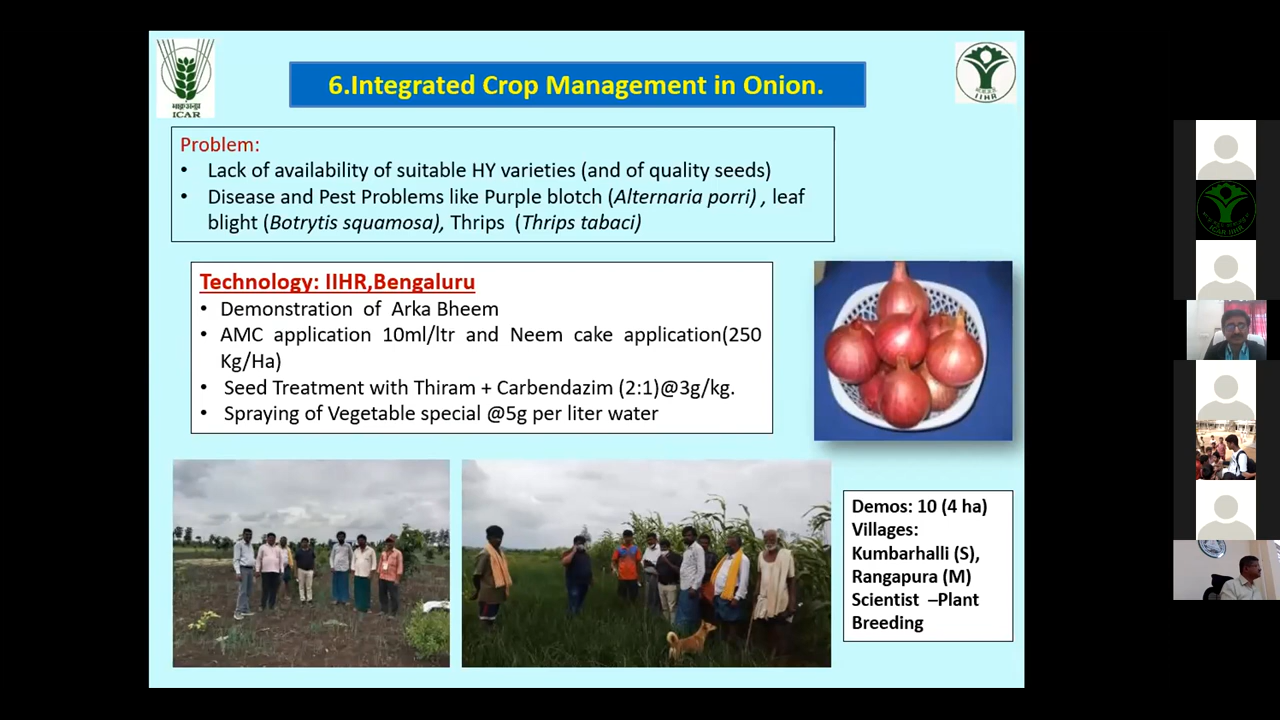 6.Integrated Crop Management in Onion.
ICAR
IIHR
Problem:
• Lack of availability of suitable HY varieties (and of quality seeds)
• Disease and Pest Problems like Purple blotch (Alternaria porri) , leaf
blight (Botrytis squamosa), Thrips (Thrips tabaci)
Technology: IIHR,Bengaluru
• Demonstration of Arka Bheem
• AMC application 10ml/ltr and Neem cake application(250
Kg/Ha)
• Seed Treatment with Thiram + Carbendazim (2:1)@3g/kg.
• Spraying of Vegetable special @5g per liter water
Demos: 10 (4 ha)
Villages:
Kumbarhalli (S),
Rangapura (M)
Scientist –Plant
Breeding
ICAR IIHR